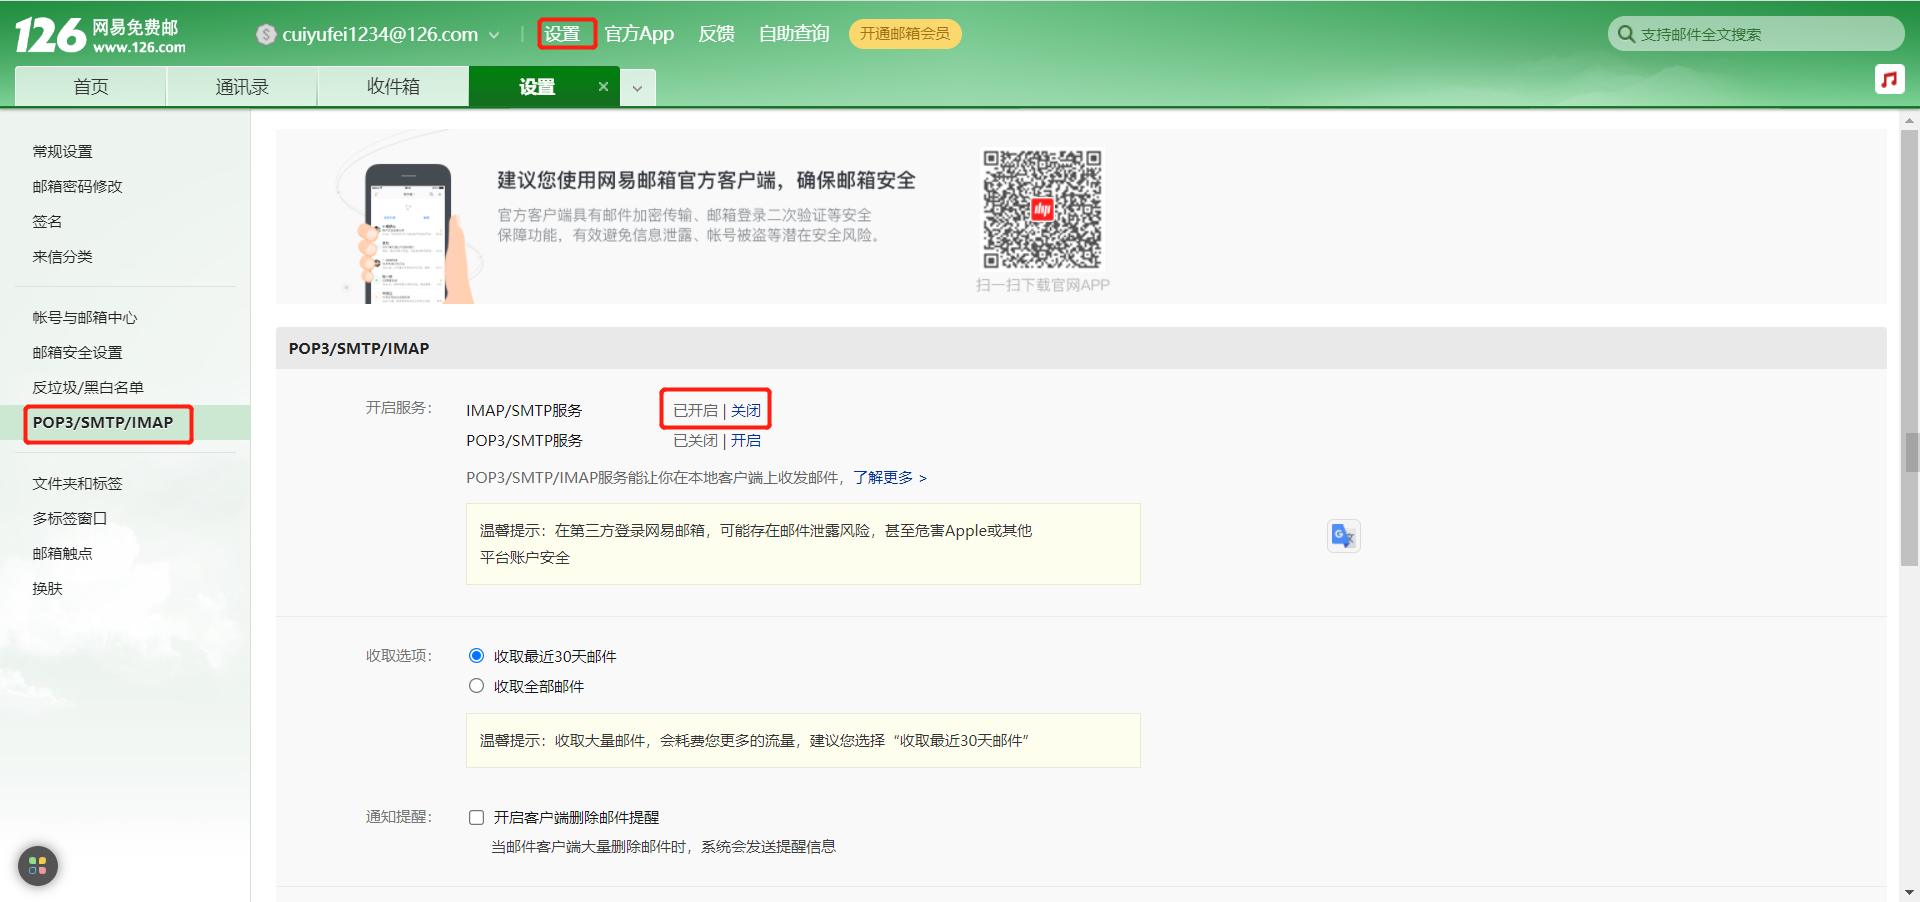 126 网易免费邮
www.126.com
cuiyufei1234@126.com
设置
官方App
反馈
自助查询
开通邮箱会员
支持邮件全文搜索
首页
通讯录
收件箱
设置
常规设置
邮箱密码修改
签名
来信分类
帐号与邮箱中心
邮箱安全设置
反垃圾/黑白名单
POP3/SMTP/IMAP
文件夹和标签
多标签窗口
邮箱触点
换肤
建议您使用网易邮箱官方客户端，确保邮箱安全
官方客户端具有邮件加密传输、邮箱登录二次验证等安全
保障功能，有效避免信息泄露、帐号被盗等潜在安全风险。
扫一扫下载官网APP
POP3/SMTP/IMAP
开启服务：
IMAP/SMTP服务 已开启 | 关闭
POP3/SMTP服务 已关闭 | 开启
POP3/SMTP/IMAP服务能让你在本地客户端上收发邮件，了解更多 >
温馨提示：在第三方登录网易邮箱，可能存在邮件泄露风险，甚至危害Apple或其他
平台账户安全
收取选项：
收取最近30天邮件
收取全部邮件
温馨提示：收取大量邮件，会耗费您更多的流量，建议您选择“收取最近30天邮件”
通知提醒：
开启客户端删除邮件提醒
当邮件客户端大量删除邮件时，系统会发送提醒信息